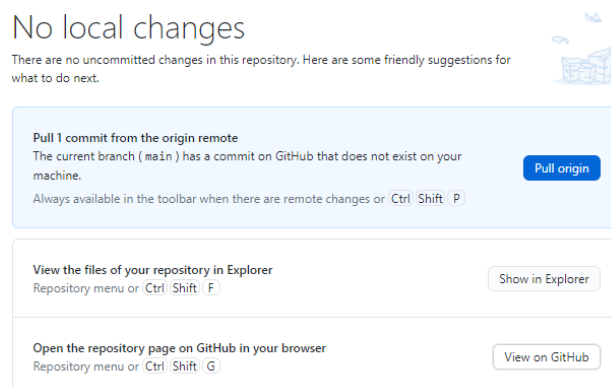 No local changes
There are no uncommitted changes in this repository. Here are some friendly suggestions for
what to do next.
Pull 1 commit from the origin remote
The current branch ( main ) has a commit on GitHub that does not exist on your
machine.
Always available in the toolbar when there are remote changes or Ctrl Shift P
Pull origin
View the files of your repository in Explorer
Repository menu or Ctrl Shift F
Show in Explorer
Open the repository page on GitHub in your browser
Repository menu or Ctrl Shift G
View on GitHub